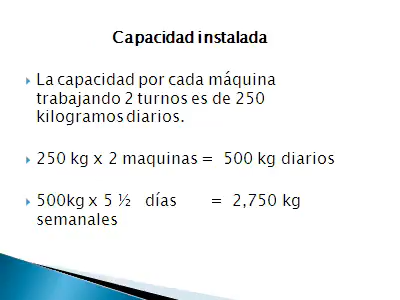 Capacidad instalada
La capacidad por cada máquina
trabajando 2 turnos es de 250
kilogramos diarios.
250 kg x 2 maquinas = 500 kg diarios
500kg x 5 ½ días = 2,750 kg
semanales